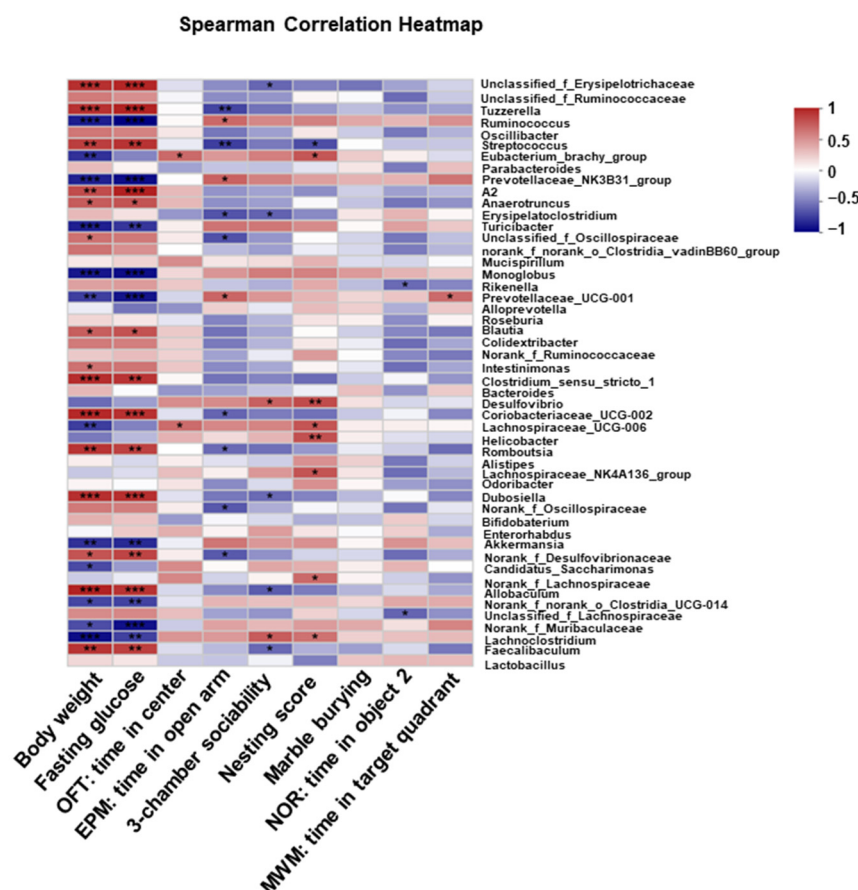 Spearman Correlation Heatmap
Unclassified_f_Erysipelotrichaceae
Unclassified_f_Ruminococcaceae
Tuzzerella
Ruminococcus
Oscillibacter
Streptococcus
Eubacterium_brachy_group
Parabacteroides
Prevotellaceae_NK3B31_group
A2
Anaerotruncus
Erysipelatoclostridium
Turicibacter
Unclassified_f_Oscillospiraceae
norank_f_norank_o_Clostridia_vadinBB60_group
Mucispirillum
Monoglobus
Rikenella
Prevotellaceae_UCG-001
Alloprevotella
Roseburia
Blautia
Colidextribacter
Norank_f_Ruminococcaceae
Intestinimonas
Clostridium_sensu_stricto_1
Bacteroides
Desulfovibrio
Coriobacteriaceae_UCG-002
Lachnospiraceae_UCG-006
Helicobacter
Romboutsia
Alistipes
Lachnospiraceae_NK4A136_group
Odoribacter
Dubosiella
Norank_f_Oscillospiraceae
Bifidobaterium
Enterorhabdus
Akkermansia
Norank_f_Desulfovibrionaceae
Candidatus_Saccharimonas
Norank_f_Lachnospiraceae
Allobaculum
Norank_f_norank_o_Clostridia_UCG-014
Unclassified_f_Lachnospiraceae
Norank_f_Muribaculaceae
Lachnoclostridium
Faecalibaculum
Lactobacillus
1
0.5
0
−0.5
−1
Body weight
Fasting glucose
OFT: time in center
EPM: time in open arm
3-chamber sociability
Nesting score
Marble burying
NOR: time in object 2
MWM: time in target quadrant